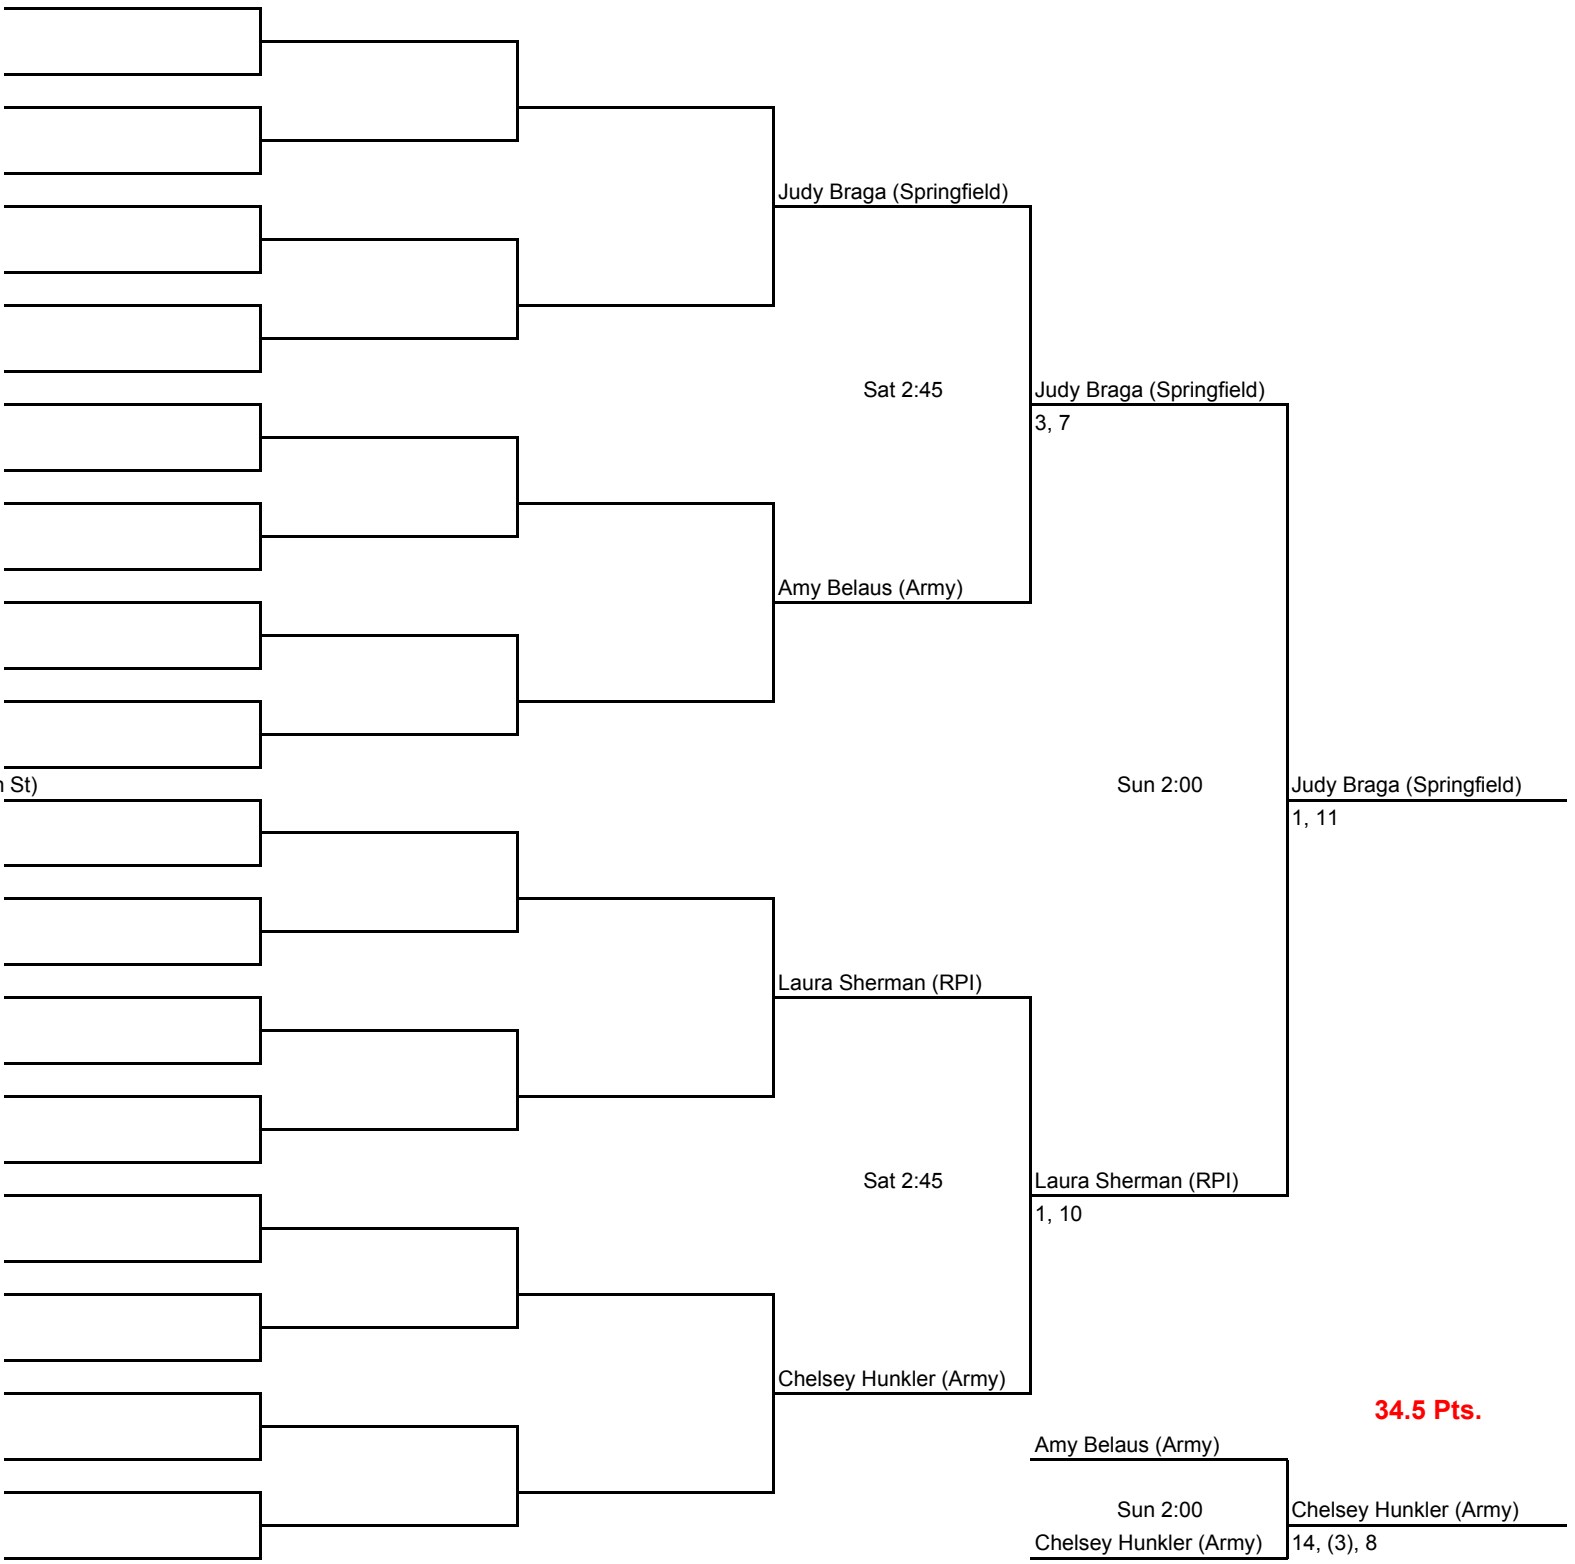 Judy Braga (Springfield)
Sat 2:45
Judy Braga (Springfield)
3, 7
Amy Belaus (Army)
St)
Sun 2:00
Judy Braga (Springfield)
1, 11
Laura Sherman (RPI)
Sat 2:45
Laura Sherman (RPI)
1, 10
Chelsey Hunkler (Army)
34.5 Pts.
Amy Belaus (Army)
Sun 2:00
Chelsey Hunkler (Army)
Chelsey Hunkler (Army)
14, (3), 8